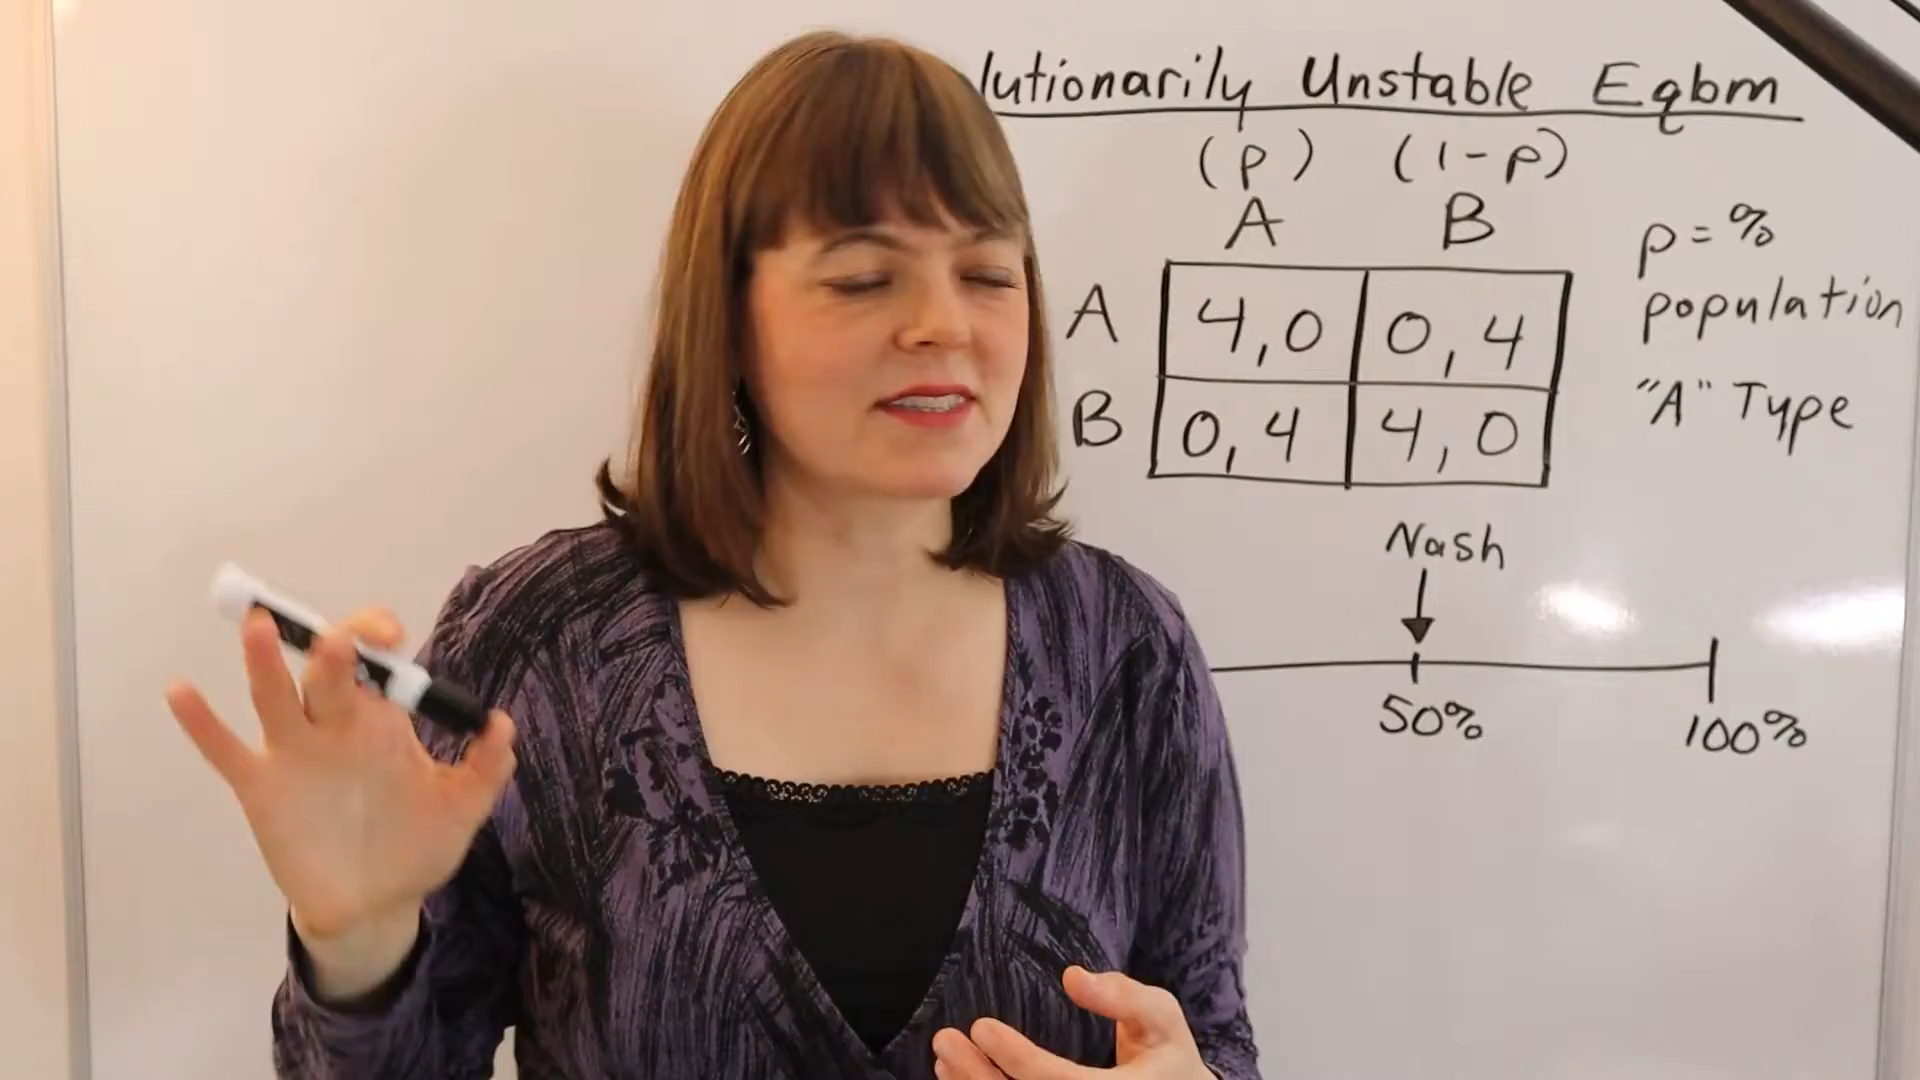 lutionarily Unstable Eqbm
(p) (1-p)
A B
p = %
population
"A" Type
A 4,0 0,4
B 0,4 4,0
Nash
50% 100%